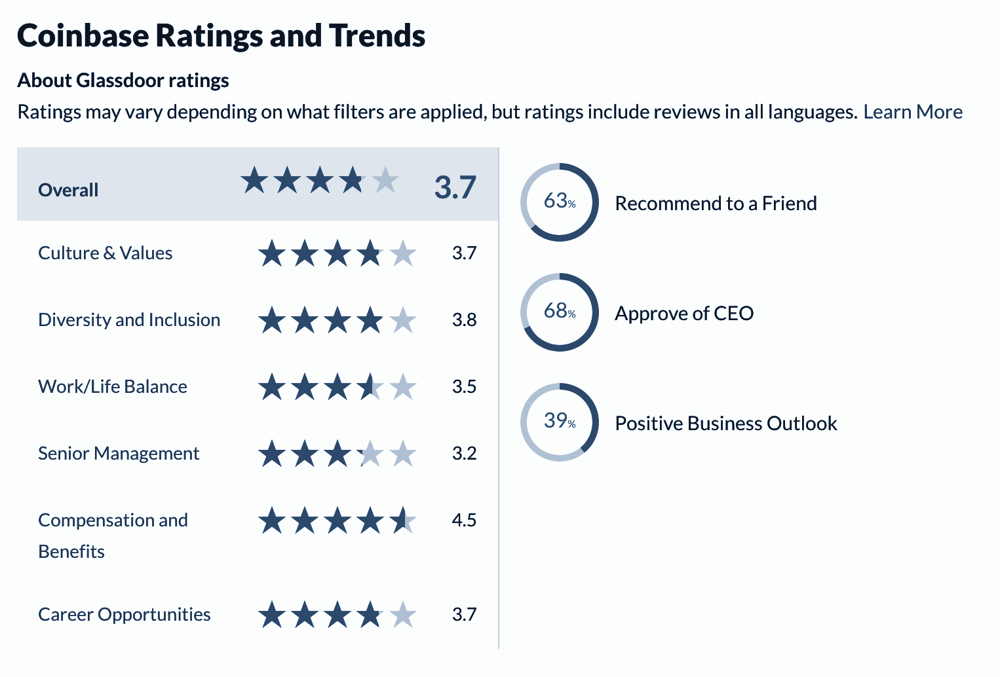 Coinbase Ratings and Trends
About Glassdoor ratings
Ratings may vary depending on what filters are applied, but ratings include reviews in all languages. Learn More
Overall 3.7
Culture & Values 3.7
Diversity and Inclusion 3.8
Work/Life Balance 3.5
Senior Management 3.2
Compensation and 4.5
Benefits
Career Opportunities 3.7
63% Recommend to a Friend
68% Approve of CEO
39% Positive Business Outlook